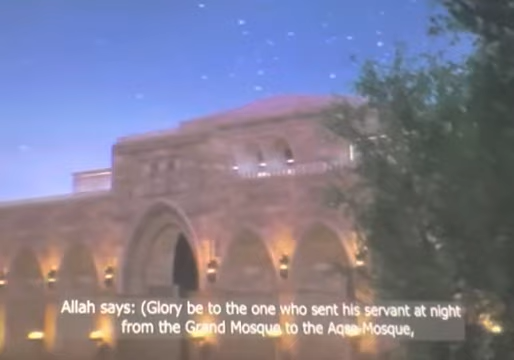 Allah says: (Glory be to the one who sent his servant at night
from the Grand Mosque to the Aqsa Mosque,